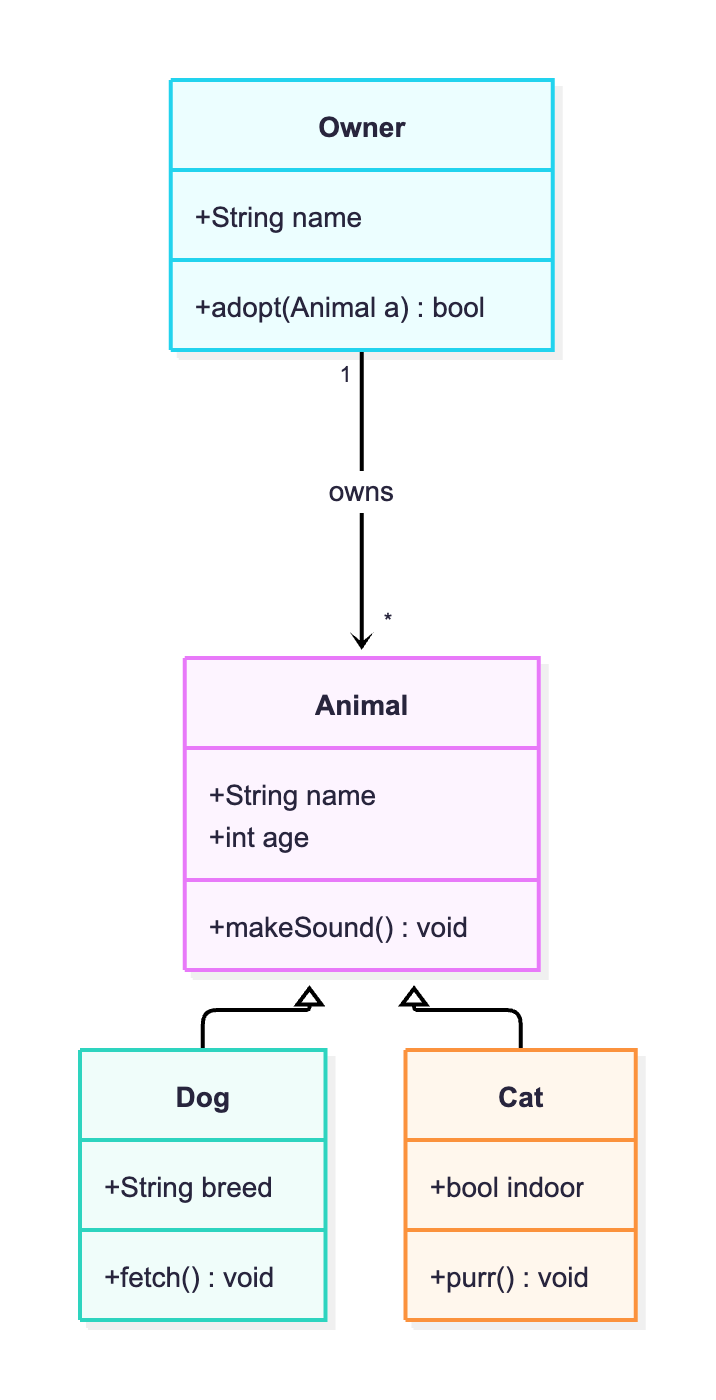 Owner
+String name
+adopt(Animal a) : bool
1
owns
*
Animal
+String name
+int age
+makeSound() : void
Dog
+String breed
+fetch() : void
Cat
+bool indoor
+purr() : void